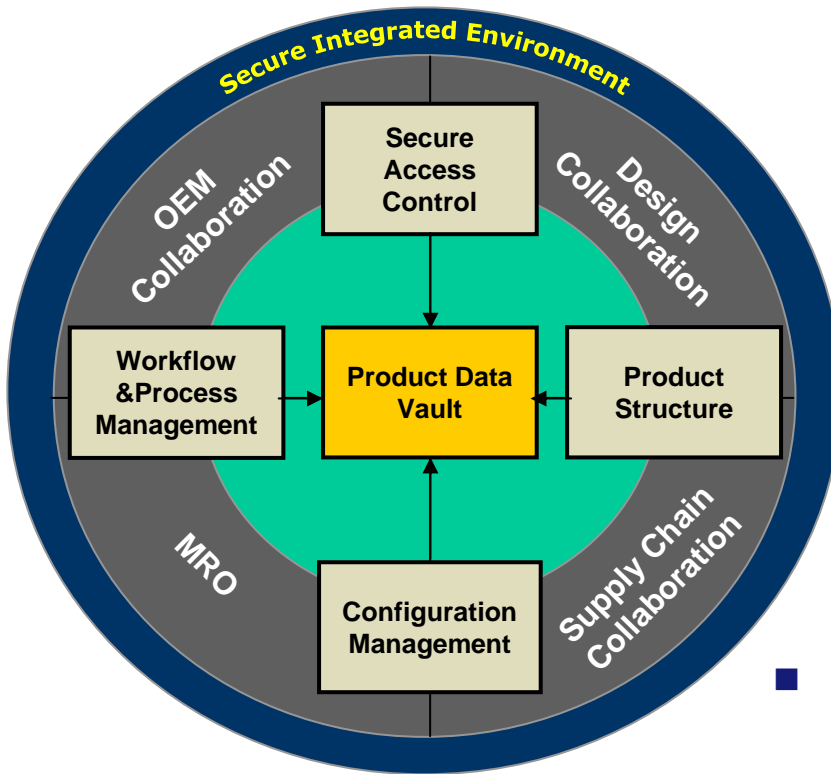 Secure Integrated Environment
OEM
Collaboration
Secure
Access
Control
Design
Collaboration
Workflow
&Process
Management
Product Data
Vault
Product
Structure
MRO
Configuration
Management
Supply Chain
Collaboration